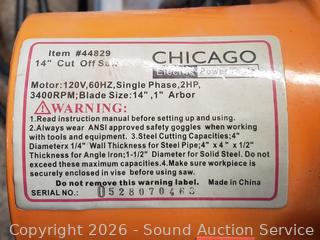 Item #44829
14" Cut Off Saw
CHICAGO
Electric Power Tools
Motor:120V,60HZ,Single Phase,2HP,
3400RPM;Blade Size:14",1" Arbor
WARNING:
1.Read instruction manual before setting up and using.
2.Always wear ANSI approved safety goggles when working
with tools and equipment. 3.Steel Cutting Capacities;4"
Diameterx 1/4" Wall Thickness for Steel Pipe;4" x 4" x 1/2"
Thickness for Angle Iron;1-1/2" Diameter for Solid Steel. Do not
exceed these maximum capacities.4.Make sure workpiece is
securely enclosed in vise before using saw.
Do not remove this warning label. Made in China
SERIAL NO.: 528070463
Copyright 2026 - Sound Auction Service